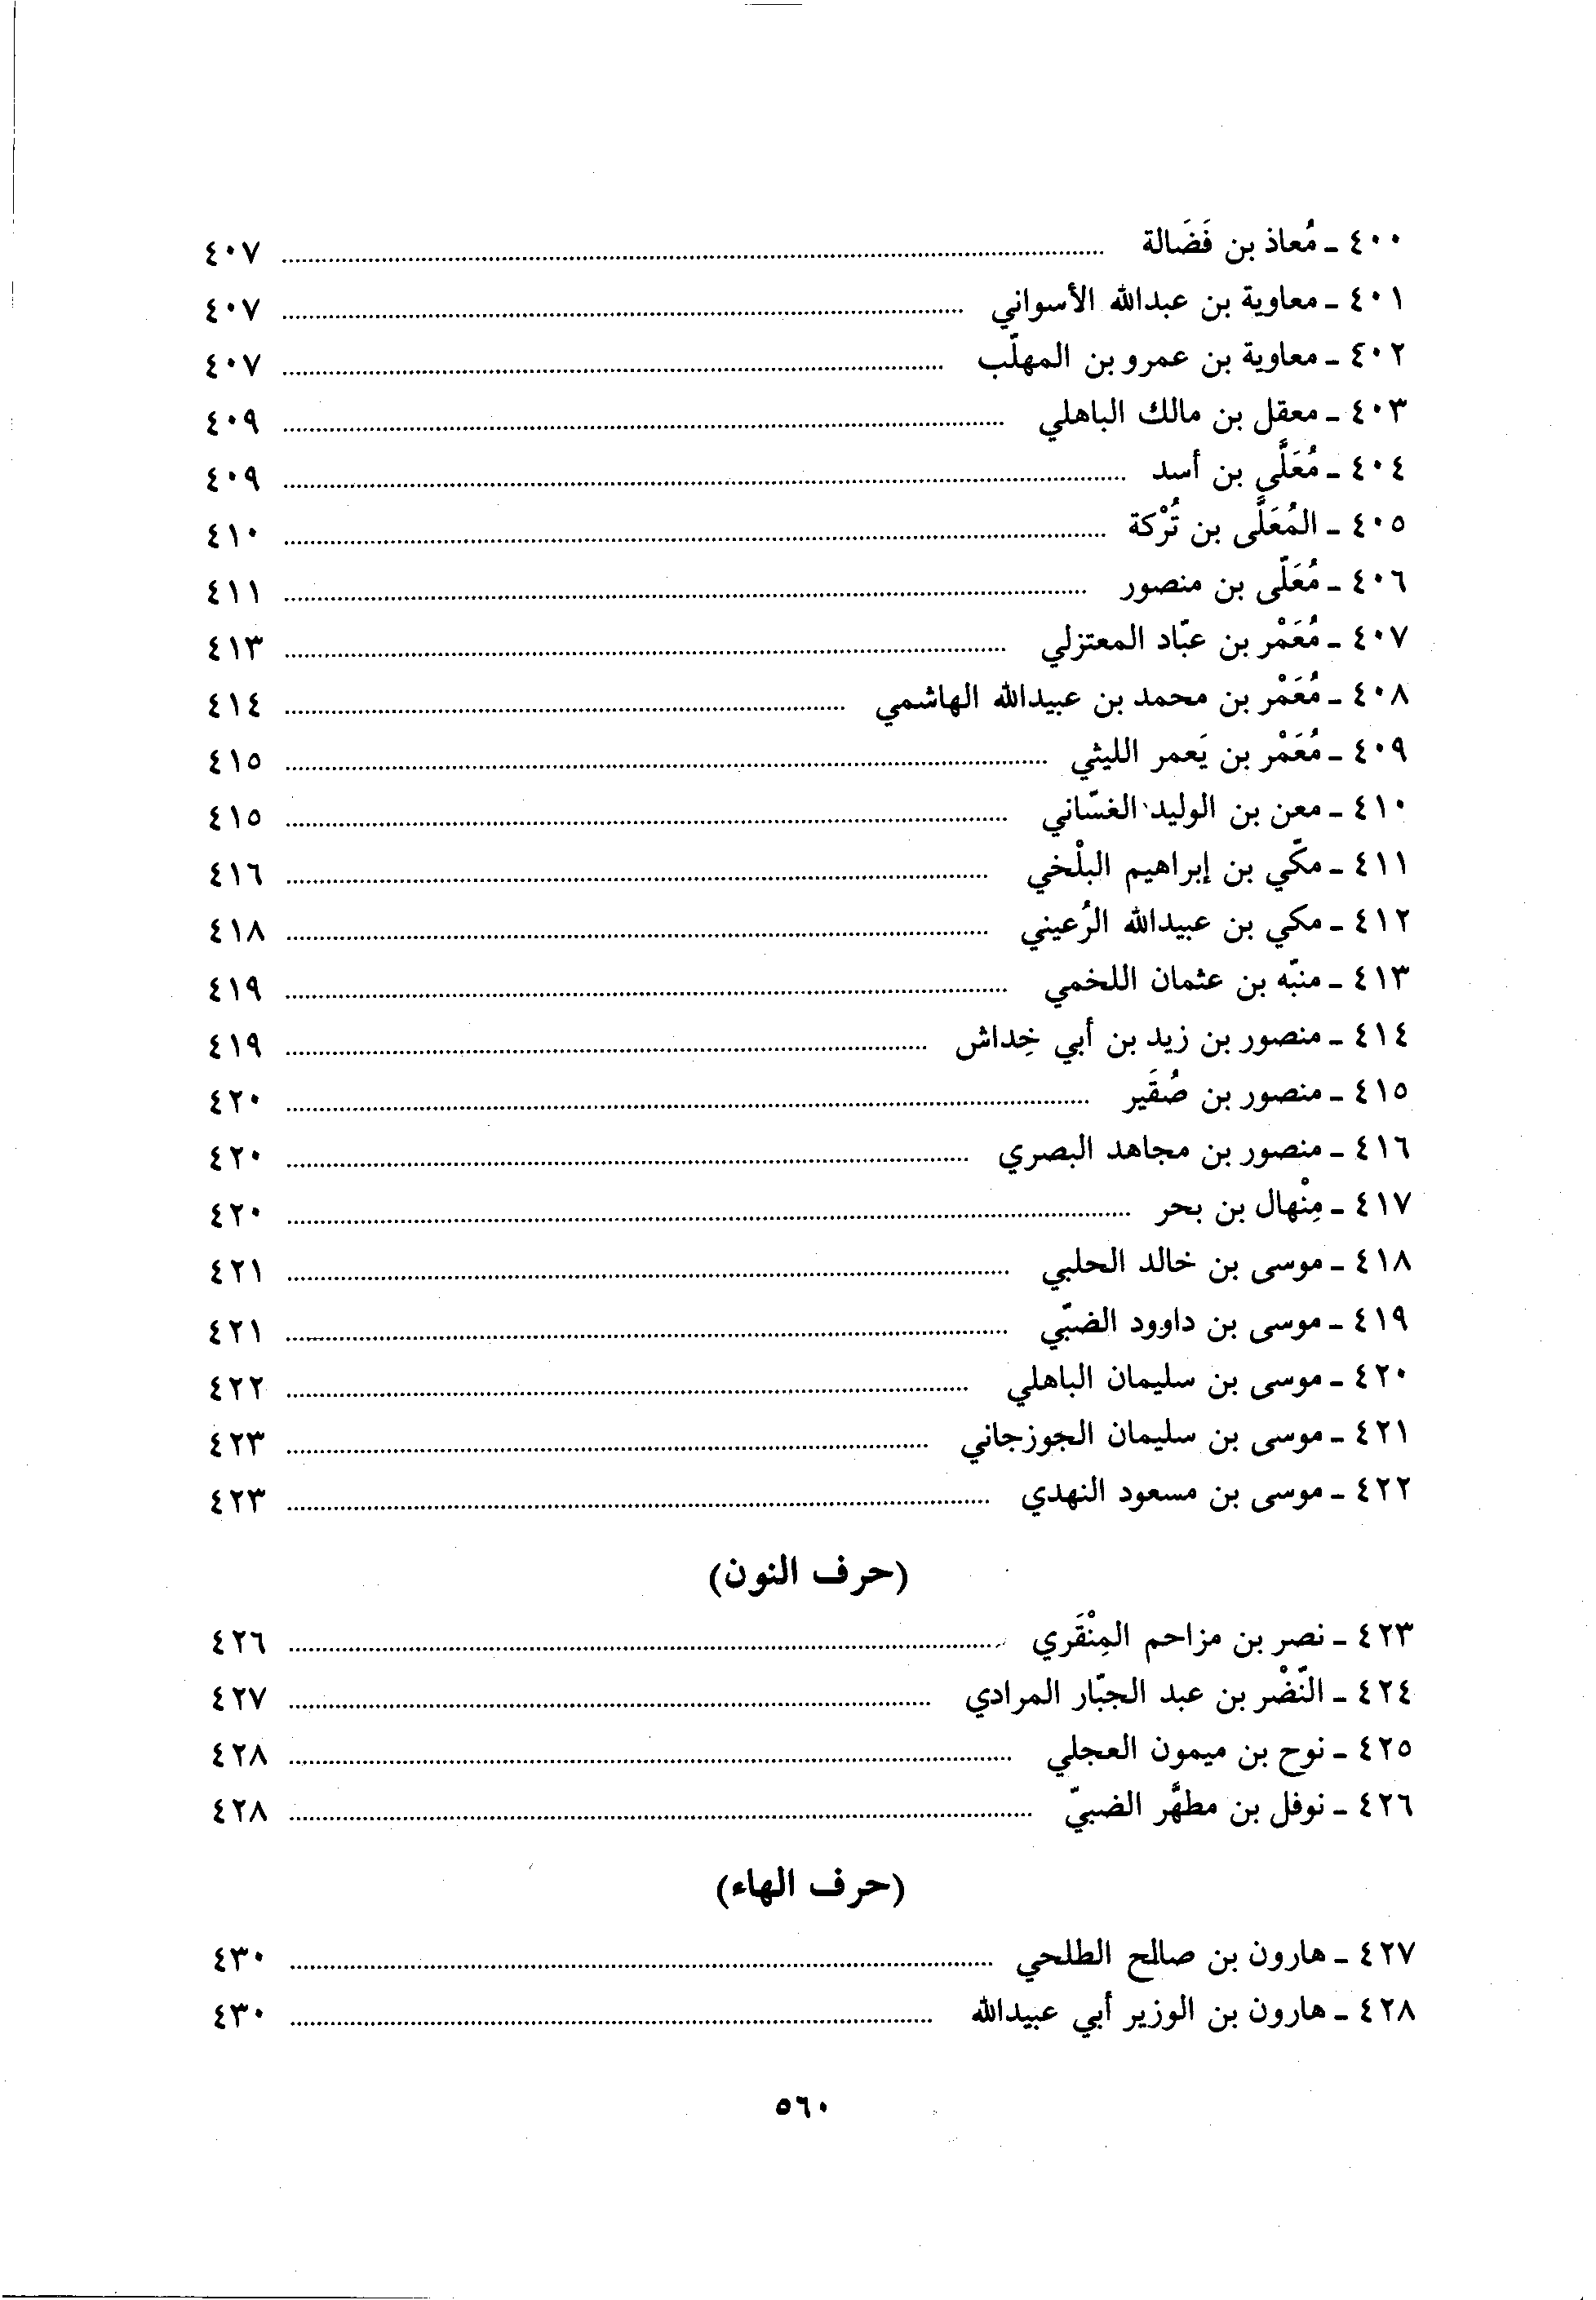 ٤٠٠ ـ مُعاذ بن فَضَالة ........ ٤٠٧
٤٠١ ـ معاوية بن عبدالله الأسواني ........ ٤٠٧
٤٠٢ ـ معاوية بن عمرو بن المهلّب ........ ٤٠٧
٤٠٣ ـ معقل بن مالك الباهلي ........ ٤٠٩
٤٠٤ ـ مُعَلَّى بن أسد ........ ٤٠٩
٤٠٥ ـ المُعَلَّى بن تُرْكة ........ ٤١٠
٤٠٦ ـ مُعَلّى بن منصور ........ ٤١١
٤٠٧ ـ مُعَمْر بن عبّاد المعتزلي ........ ٤١٣
٤٠٨ ـ مُعَمْر بن محمد بن عبيدالله الهاشمي ........ ٤١٤
٤٠٩ ـ مُعَمْر بن يَعمر الليثي ........ ٤١٥
٤١٠ ـ معن بن الوليد الغسّاني ........ ٤١٥
٤١١ ـ مكّي بن إبراهيم البلْخي ........ ٤١٦
٤١٢ ـ مكي بن عبيدالله الرُعيني ........ ٤١٨
٤١٣ ـ منبّه بن عثمان اللخمي ........ ٤١٩
٤١٤ ـ منصور بن زيد بن أبي خِداش ........ ٤١٩
٤١٥ ـ منصور بن صُقَير ........ ٤٢٠
٤١٦ ـ منصور بن مجاهد البصري ........ ٤٢٠
٤١٧ ـ مِنْهال بن بحر ........ ٤٢٠
٤١٨ ـ موسى بن خالد الحلبي ........ ٤٢١
٤١٩ ـ موسى بن داوود الضبّي ........ ٤٢١
٤٢٠ ـ موسى بن سليمان الباهلي ........ ٤٢٢
٤٢١ ـ موسى بن سليمان الجوزجاني ........ ٤٢٣
٤٢٢ ـ موسى بن مسعود النهدي ........ ٤٢٣
(حرف النون)
٤٢٣ ـ نصر بن مزاحم المِنْقَري ........ ٤٢٦
٤٢٤ ـ النّضْر بن عبد الجبّار المرادي ........ ٤٢٧
٤٢٥ ـ نوح بن ميمون العجلي ........ ٤٢٨
٤٢٦ ـ نوفل بن مطهَّر الضبيّ ........ ٤٢٨
(حرف الهاء)
٤٢٧ ـ هارون بن صالح الطلحي ........ ٤٣٠
٤٢٨ ـ هارون بن الوزير أبي عبيدالله ........ ٤٣٠
٥٦٠